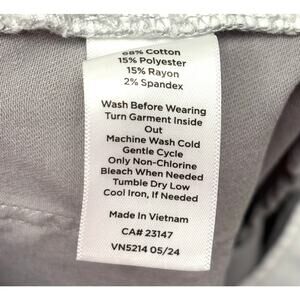 68% Cotton
15% Polyester
15% Rayon
2% Spandex
Wash Before Wearing
Turn Garment Inside
Out
Machine Wash Cold
Gentle Cycle
Only Non-Chlorine
Bleach When Needed
Tumble Dry Low
Cool Iron, If Needed
Made In Vietnam
CA# 23147
VN5214 05/24